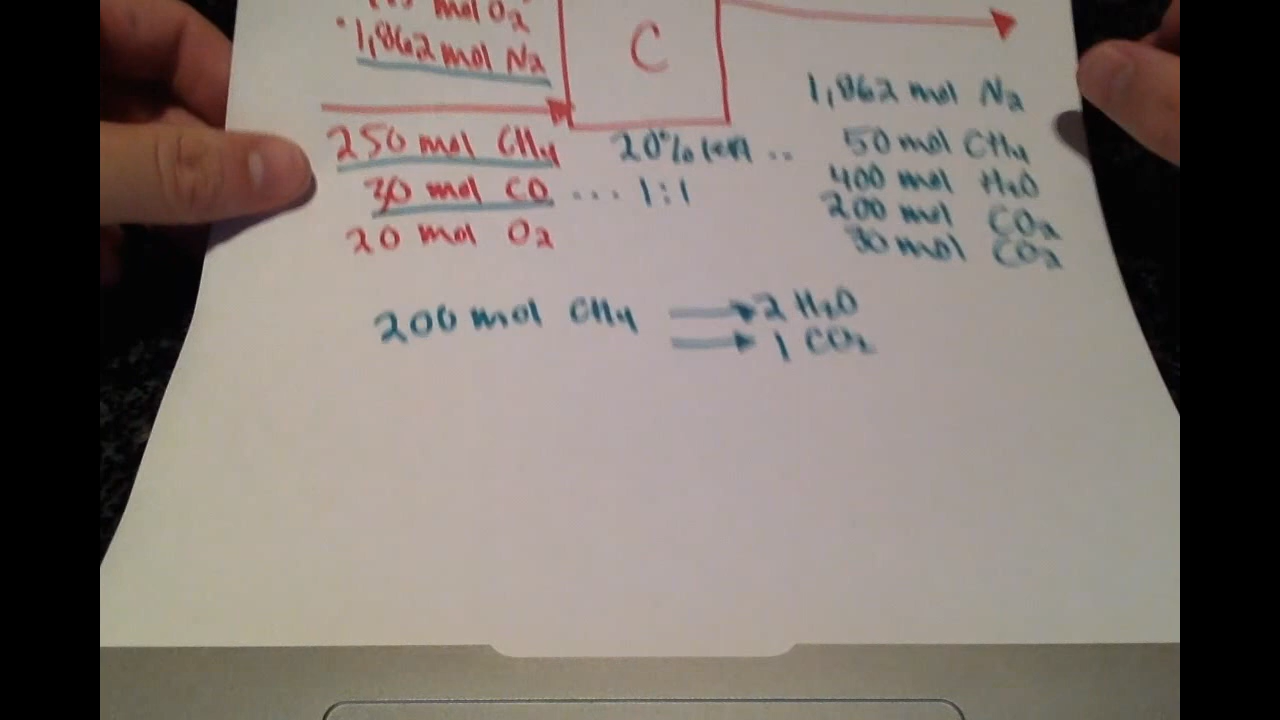 mol O2
1,862 mol N2
C
1,862 mol N2
250 mol CH4
20% left ..
50 mol CH4
30 mol CO ... 1:1
400 mol H2O
200 mol CO2
20 mol O2
30 mol CO2
200 mol CH4 → 2 H2O
→ 1 CO2